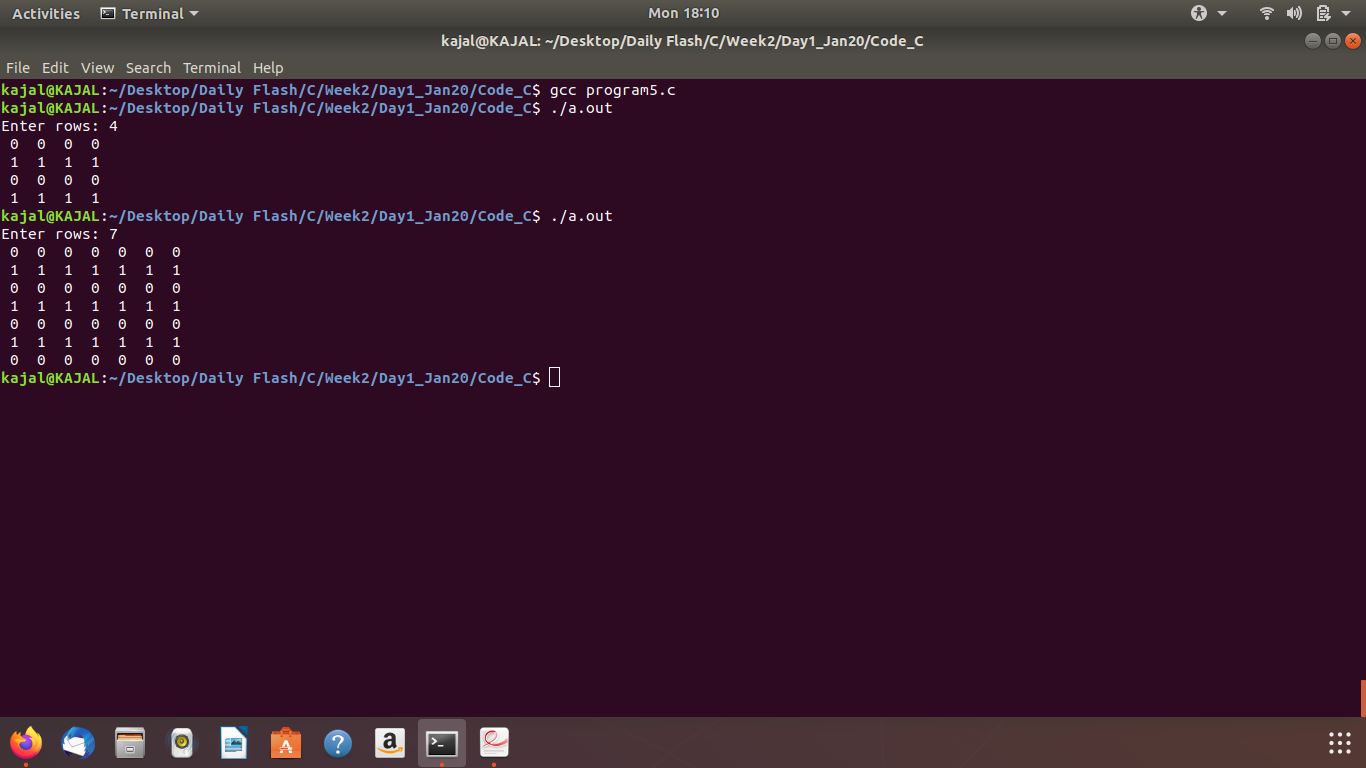 Activities Terminal Mon 18:10
kajal@KAJAL: ~/Desktop/Daily Flash/C/Week2/Day1_Jan20/Code_C
File Edit View Search Terminal Help
kajal@KAJAL:~/Desktop/Daily Flash/C/Week2/Day1_Jan20/Code_C$ gcc program5.c
kajal@KAJAL:~/Desktop/Daily Flash/C/Week2/Day1_Jan20/Code_C$ ./a.out
Enter rows: 4
0 0 0 0
1 1 1 1
0 0 0 0
1 1 1 1
kajal@KAJAL:~/Desktop/Daily Flash/C/Week2/Day1_Jan20/Code_C$ ./a.out
Enter rows: 7
0 0 0 0 0 0 0
1 1 1 1 1 1 1
0 0 0 0 0 0 0
1 1 1 1 1 1 1
0 0 0 0 0 0 0
1 1 1 1 1 1 1
0 0 0 0 0 0 0
kajal@KAJAL:~/Desktop/Daily Flash/C/Week2/Day1_Jan20/Code_C$